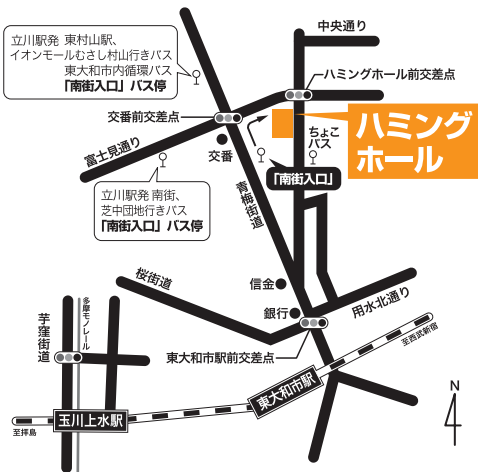 中央通り
立川駅発 東村山駅、
イオンモールむさし村山行きバス
東大和市内循環バス
「南街入口」バス停
ハミングホール前交差点
交番前交差点
ハミング
ホール
ちょこ
バス
富士見通り
交番
「南街入口」
立川駅発 南街、
芝中団地行きバス
「南街入口」バス停
青梅街道
桜街道
信金
銀行
用水北通り
多摩モノレール
芋窪街道
東大和市駅前交差点
至西武新宿
東大和市駅
玉川上水駅
至拝島
N